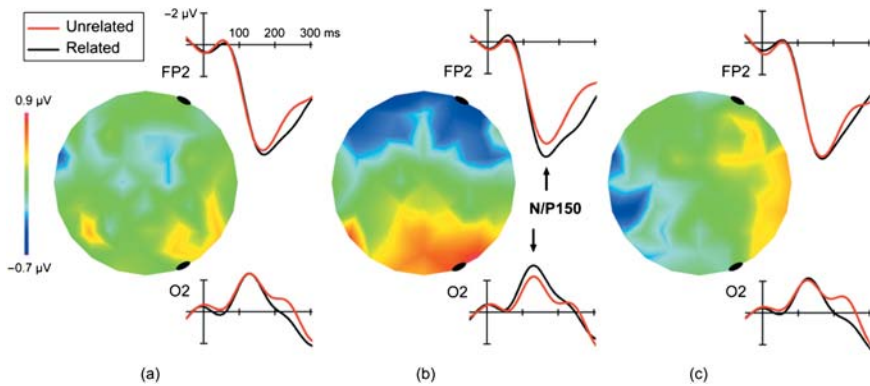 Unrelated
Related
−2 µV
100 200 300 ms
FP2
FP2
FP2
0.9 µV
−0.7 µV
N/P150
O2
O2
O2
(a) (b) (c)